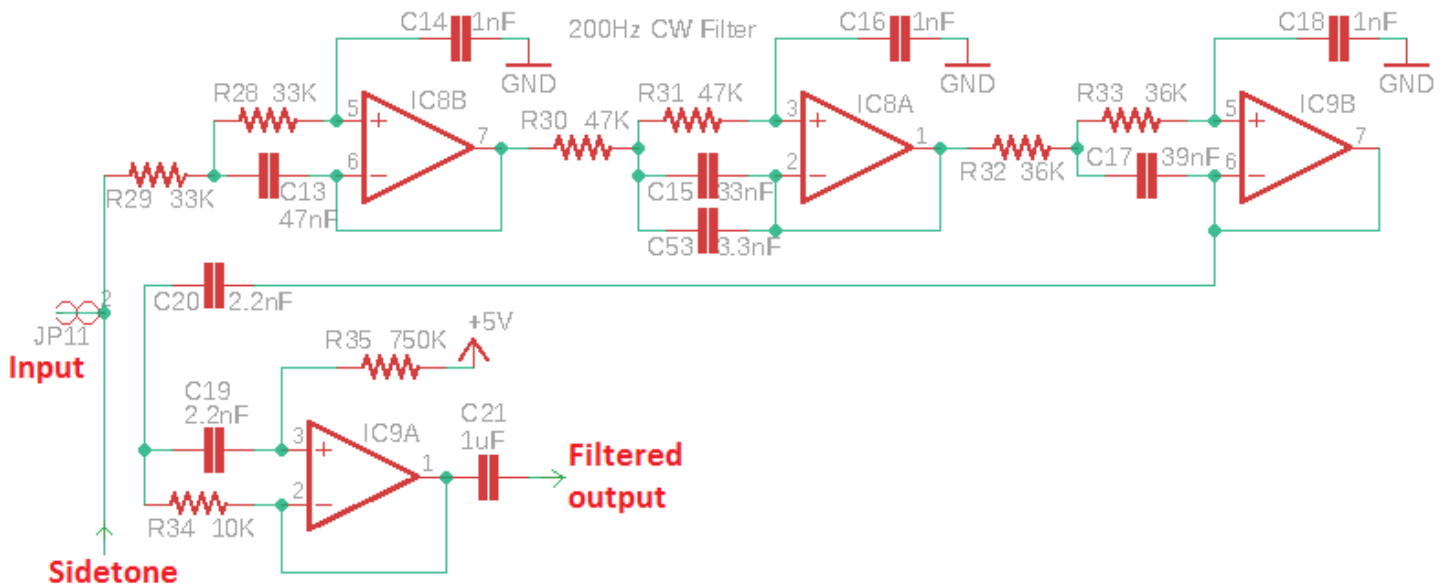 C14 1nF
200Hz CW Filter
C16 1nF
C18 1nF
GND
GND
GND
R28 33K
IC8B
R31 47K
IC8A
R33 36K
IC9B
5
+
7
6
-
R30 47K
3
+
1
2
-
5
+
7
6
-
R29 33K
C13
47nF
C15 33nF
C53 3.3nF
R32 36K
C17 39nF
C20 2.2nF
2
JP11
Input
+5V
R35 750K
C19
2.2nF
IC9A
C21
1uF
3
+
1
2
-
R34 10K
Filtered
output
Sidetone